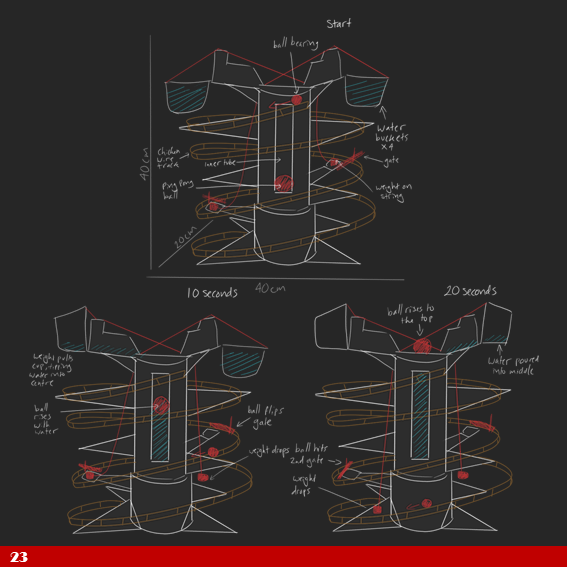 Start
ball bearing
40cm
chicken
wire
track
inner tube
ping pong
ball
water
buckets
x4
gate
weight on
string
20cm
40cm
10 seconds
weight pulls
cup, tipping
water into
centre
ball
rises
with
water
ball flips
gate
weight drops
20 seconds
ball rises to
the top
water poured
into middle
ball hits
2nd gate
weight
drops
23